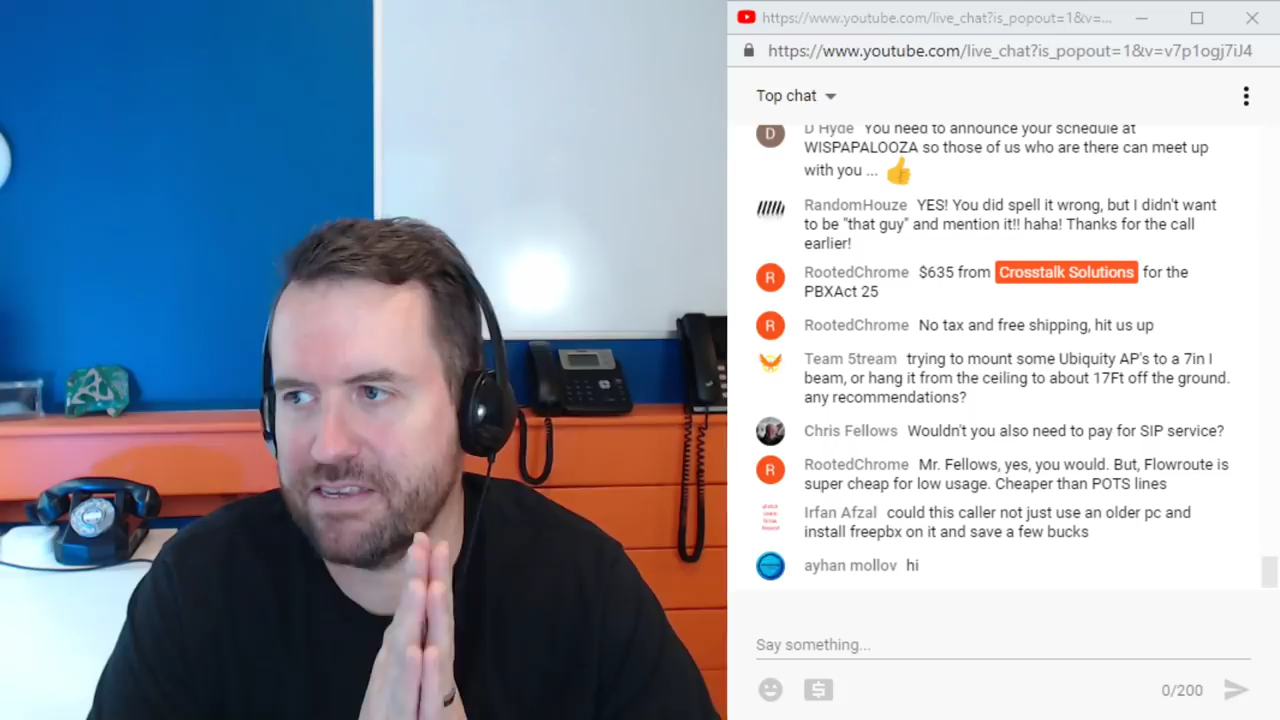 https://www.youtube.com/live_chat?is_popout=1&v=...
https://www.youtube.com/live_chat?is_popout=1&v=v7p1ogj7iJ4
Top chat
D Hyde You need to announce your schedule at
WISPAPALOOZA so those of us who are there can meet up
with you ...
RandomHouze YES! You did spell it wrong, but I didn't want
to be "that guy" and mention it!! haha! Thanks for the call
earlier!
R RootedChrome $635 from Crosstalk Solutions for the
PBXAct 25
R RootedChrome No tax and free shipping, hit us up
Team 5tream trying to mount some Ubiquity AP's to a 7in I
beam, or hang it from the ceiling to about 17Ft off the ground.
any recommendations?
Chris Fellows Wouldn't you also need to pay for SIP service?
R RootedChrome Mr. Fellows, yes, you would. But, Flowroute is
super cheap for low usage. Cheaper than POTS lines
Irfan Afzal could this caller not just use an older pc and
install freepbx on it and save a few bucks
ayhan mollov hi
Say something...
0/200